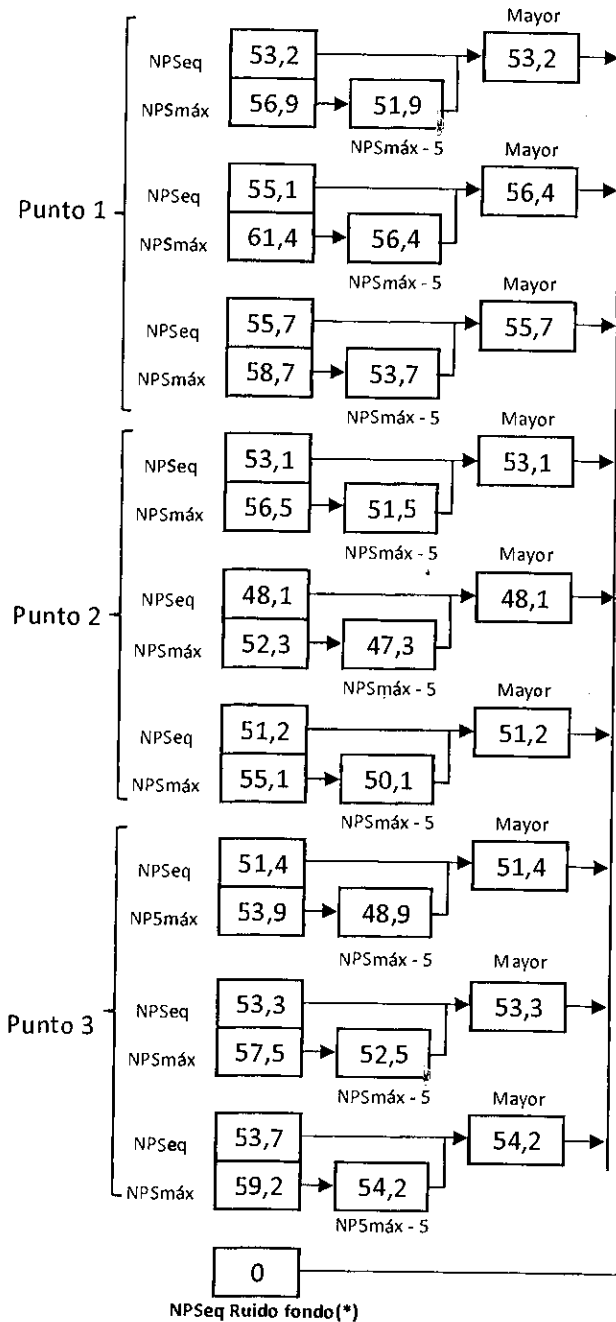 Mayor
NPSeq 53,2 53,2
NPSmáx 56,9 51,9
NPSmáx - 5
Mayor
NPSeq 55,1 56,4
Punto 1
NPSmáx 61,4 56,4
NPSmáx - 5
Mayor
NPSeq 55,7 55,7
NPSmáx 58,7 53,7
NPSmáx - 5
Mayor
NPSeq 53,1 53,1
NPSmáx 56,5 51,5
NPSmáx - 5
Mayor
NPSeq 48,1 48,1
Punto 2
NPSmáx 52,3 47,3
NPSmáx - 5
Mayor
NPSeq 51,2 51,2
NPSmáx 55,1 50,1
NPSmáx - 5
Mayor
NPSeq 51,4 51,4
NP5máx 53,9 48,9
NPSmáx - 5
Mayor
NPSeq 53,3 53,3
Punto 3
NPSmáx 57,5 52,5
NPSmáx - 5
Mayor
NPSeq 53,7 54,2
NPSmáx 59,2 54,2
NP5máx - 5
0
NPSeq Ruido fondo(*)